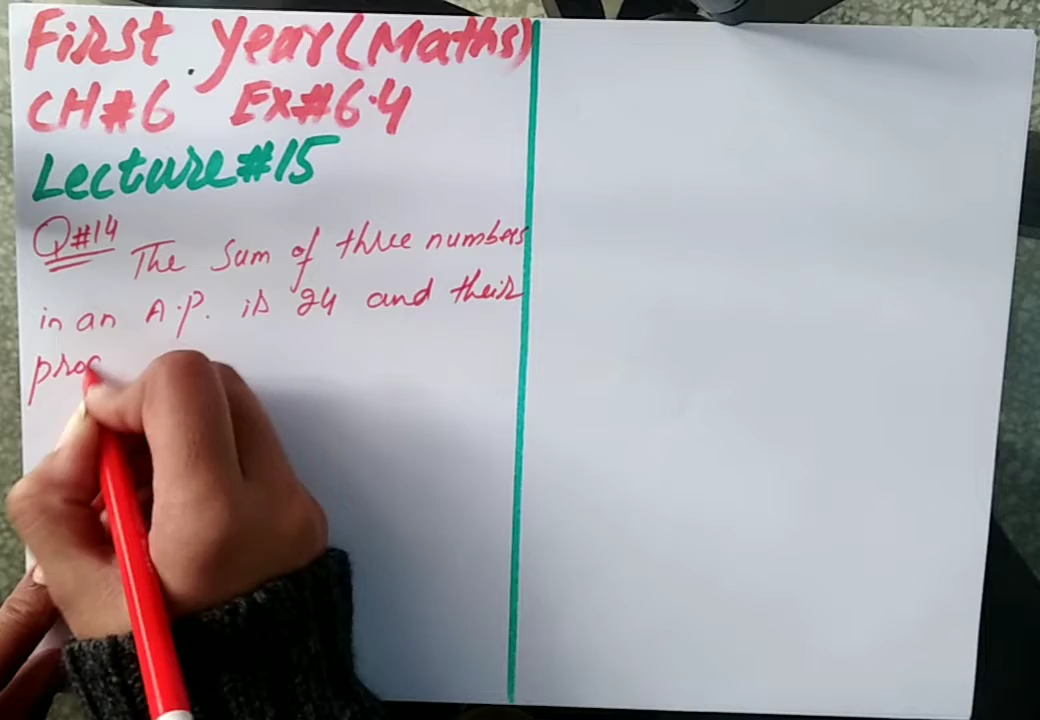 First year (Maths)
CH#6 Ex#6.4
Lecture#15
Q#14 The Sum of three numbers
in an A.P. is 24 and their
pro